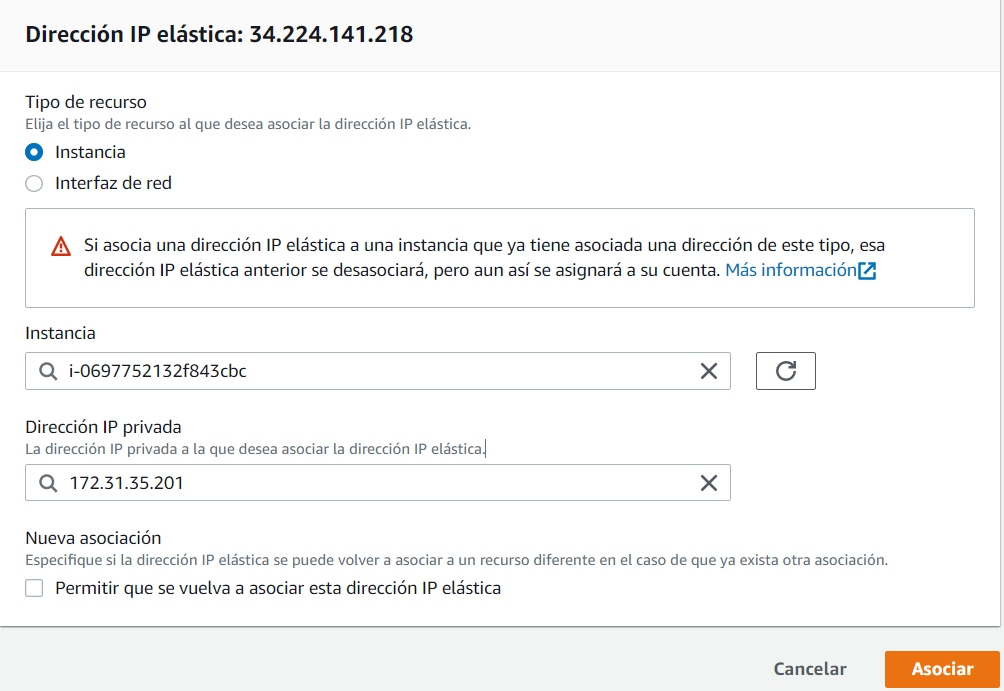 Dirección IP elástica: 34.224.141.218
Tipo de recurso
Elija el tipo de recurso al que desea asociar la dirección IP elástica.
Instancia
Interfaz de red
Si asocia una dirección IP elástica a una instancia que ya tiene asociada una dirección de este tipo, esa
dirección IP elástica anterior se desasociará, pero aun así se asignará a su cuenta. Más información
Instancia
i-0697752132f843cbc
Dirección IP privada
La dirección IP privada a la que desea asociar la dirección IP elástica.
172.31.35.201
Nueva asociación
Especifique si la dirección IP elástica se puede volver a asociar a un recurso diferente en el caso de que ya exista otra asociación.
Permitir que se vuelva a asociar esta dirección IP elástica
Cancelar
Asociar